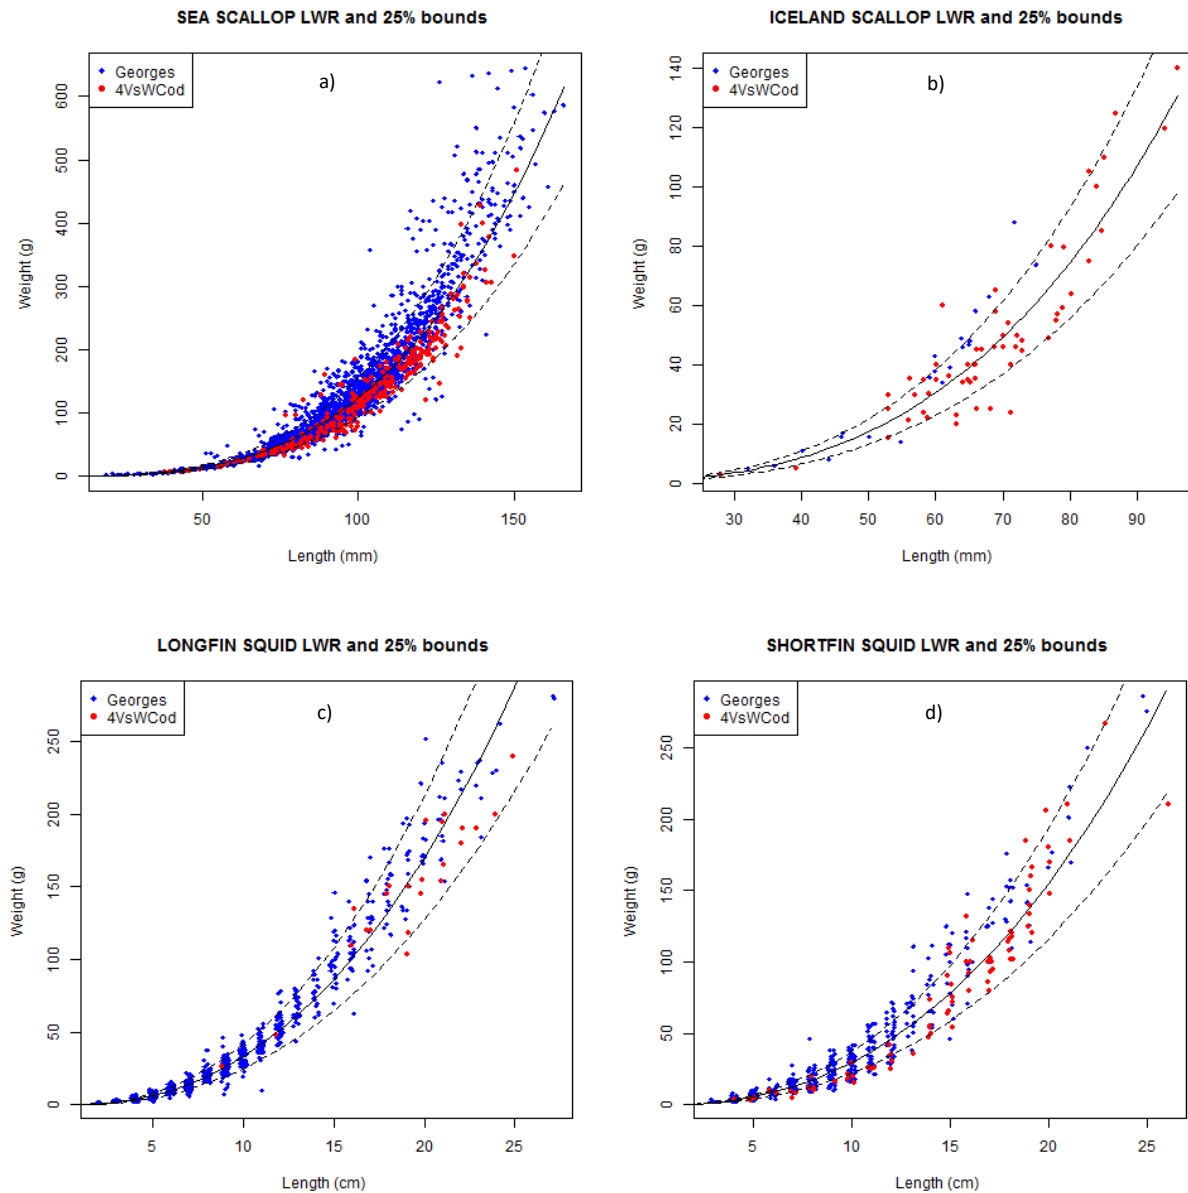 SEA SCALLOP LWR and 25% bounds
Georges
4VsWCod
a)
Weight (g)
600
500
400
300
200
100
0
50
100
150
Length (mm)
ICELAND SCALLOP LWR and 25% bounds
Georges
4VsWCod
b)
Weight (g)
140
120
100
80
60
40
20
0
30
40
50
60
70
80
90
Length (mm)
LONGFIN SQUID LWR and 25% bounds
Georges
4VsWCod
c)
Weight (g)
250
200
150
100
50
0
5
10
15
20
25
Length (cm)
SHORTFIN SQUID LWR and 25% bounds
Georges
4VsWCod
d)
Weight (g)
250
200
150
100
50
0
5
10
15
20
25
Length (cm)